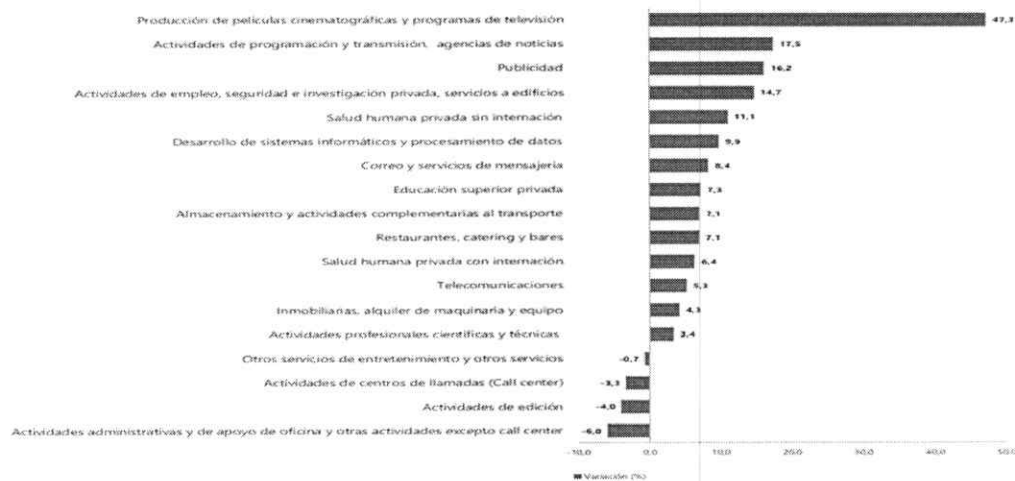 Producción de películas cinematográficas y programas de televisión 47,3
Actividades de programación y transmisión, agencias de noticias 17,5
Publicidad 16,2
Actividades de empleo, seguridad e investigación privada, servicios a edificios 14,7
Salud humana privada sin internación 11,1
Desarrollo de sistemas informáticos y procesamiento de datos 9,9
Correo y servicios de mensajería 8,4
Educación superior privada 7,3
Almacenamiento y actividades complementarias al transporte 7,1
Restaurantes, catering y bares 7,1
Salud humana privada con internación 6,4
Telecomunicaciones 5,3
Inmobiliarias, alquiler de maquinaria y equipo 4,3
Actividades profesionales científicas y técnicas 3,4
Otros servicios de entretenimiento y otros servicios -0,7
Actividades de centros de llamadas (Call center) -3,3
Actividades de edición -4,0
Actividades administrativas y de apoyo de oficina y otras actividades excepto call center -6,0
-10,0 0,0 10,0 20,0 30,0 40,0 50,0
Variación (%)